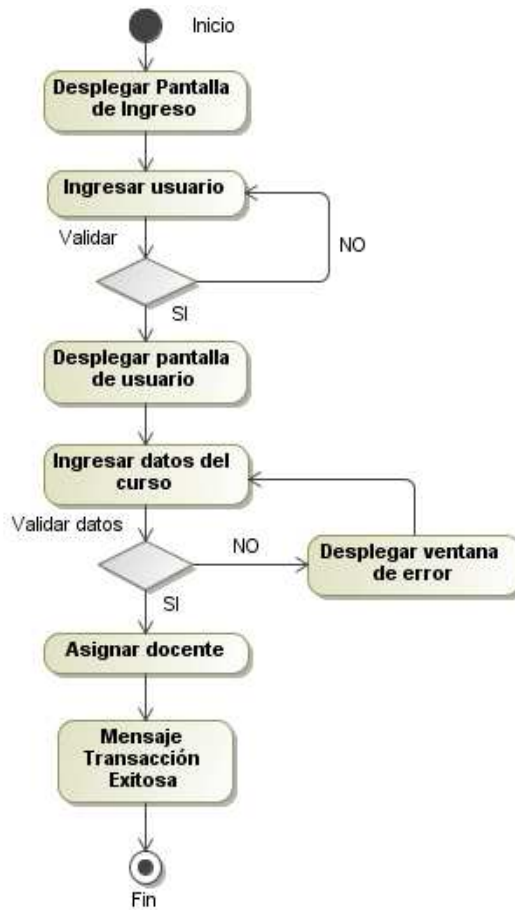 Inicio
Desplegar Pantalla
de Ingreso
Ingresar usuario
Validar
NO
SI
Desplegar pantalla
de usuario
Ingresar datos del
curso
Validar datos
NO
Desplegar ventana
de error
SI
Asignar docente
Mensaje
Transacción
Exitosa
Fin